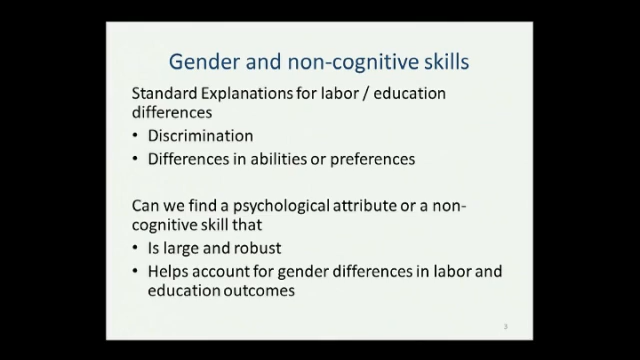 Gender and non-cognitive skills
Standard Explanations for labor / education
differences
• Discrimination
• Differences in abilities or preferences
Can we find a psychological attribute or a non-
cognitive skill that
• Is large and robust
• Helps account for gender differences in labor and
education outcomes
3